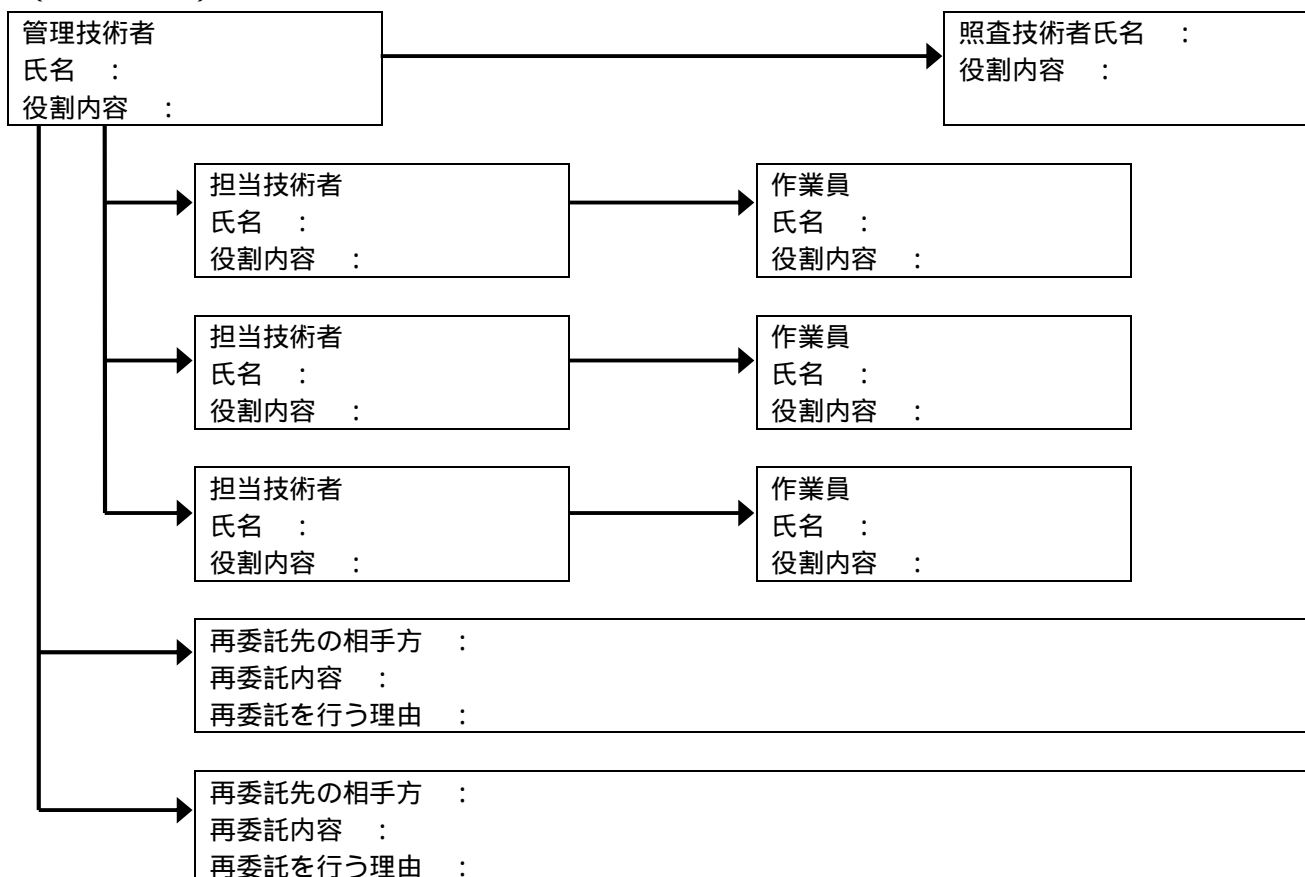 管理技術者
氏名　：
役割内容　：
照査技術者氏名　：
役割内容　：
担当技術者
氏名　：
役割内容　：
作業員
氏名　：
役割内容　：
担当技術者
氏名　：
役割内容　：
作業員
氏名　：
役割内容　：
担当技術者
氏名　：
役割内容　：
作業員
氏名　：
役割内容　：
再委託先の相手方　：
再委託内容　：
再委託を行う理由　：
再委託先の相手方　：
再委託内容　：
再委託を行う理由　：